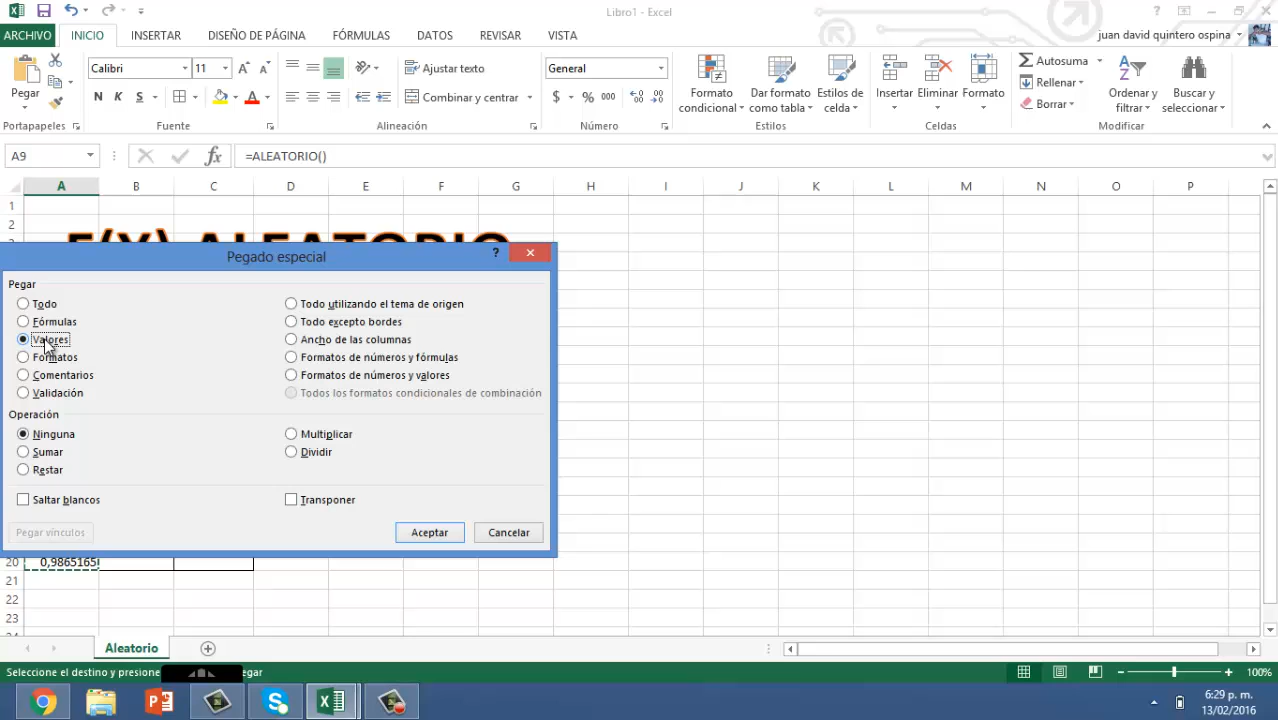 Libro1 - Excel
ARCHIVO INICIO INSERTAR DISEÑO DE PÁGINA FÓRMULAS DATOS REVISAR VISTA juan david quintero ospina
Pegar
Portapapeles
Calibri 11
N K S
Fuente
Ajustar texto
Combinar y centrar
Alineación
General
$ % 000
Número
Formato condicional
Dar formato como tabla
Estilos de celda
Estilos
Insertar Eliminar Formato
Celdas
Autosuma
Rellenar
Borrar
Ordenar y filtrar
Buscar y seleccionar
Modificar
A9 fx =ALEATORIO()
A B C D E F G H I J K L M N O P
1
2
F(X) ALEATORIO
Pegado especial
Pegar
Todo
Fórmulas
Valores
Formatos
Comentarios
Validación
Todo utilizando el tema de origen
Todo excepto bordes
Ancho de las columnas
Formatos de números y fórmulas
Formatos de números y valores
Todos los formatos condicionales de combinación
Operación
Ninguna
Sumar
Restar
Multiplicar
Dividir
Saltar blancos
Transponer
Pegar vínculos
Aceptar
Cancelar
20 0,9865165
21
22
23
Aleatorio
Seleccione el destino y presione
egar
100%
6:29 p. m.
13/02/2016